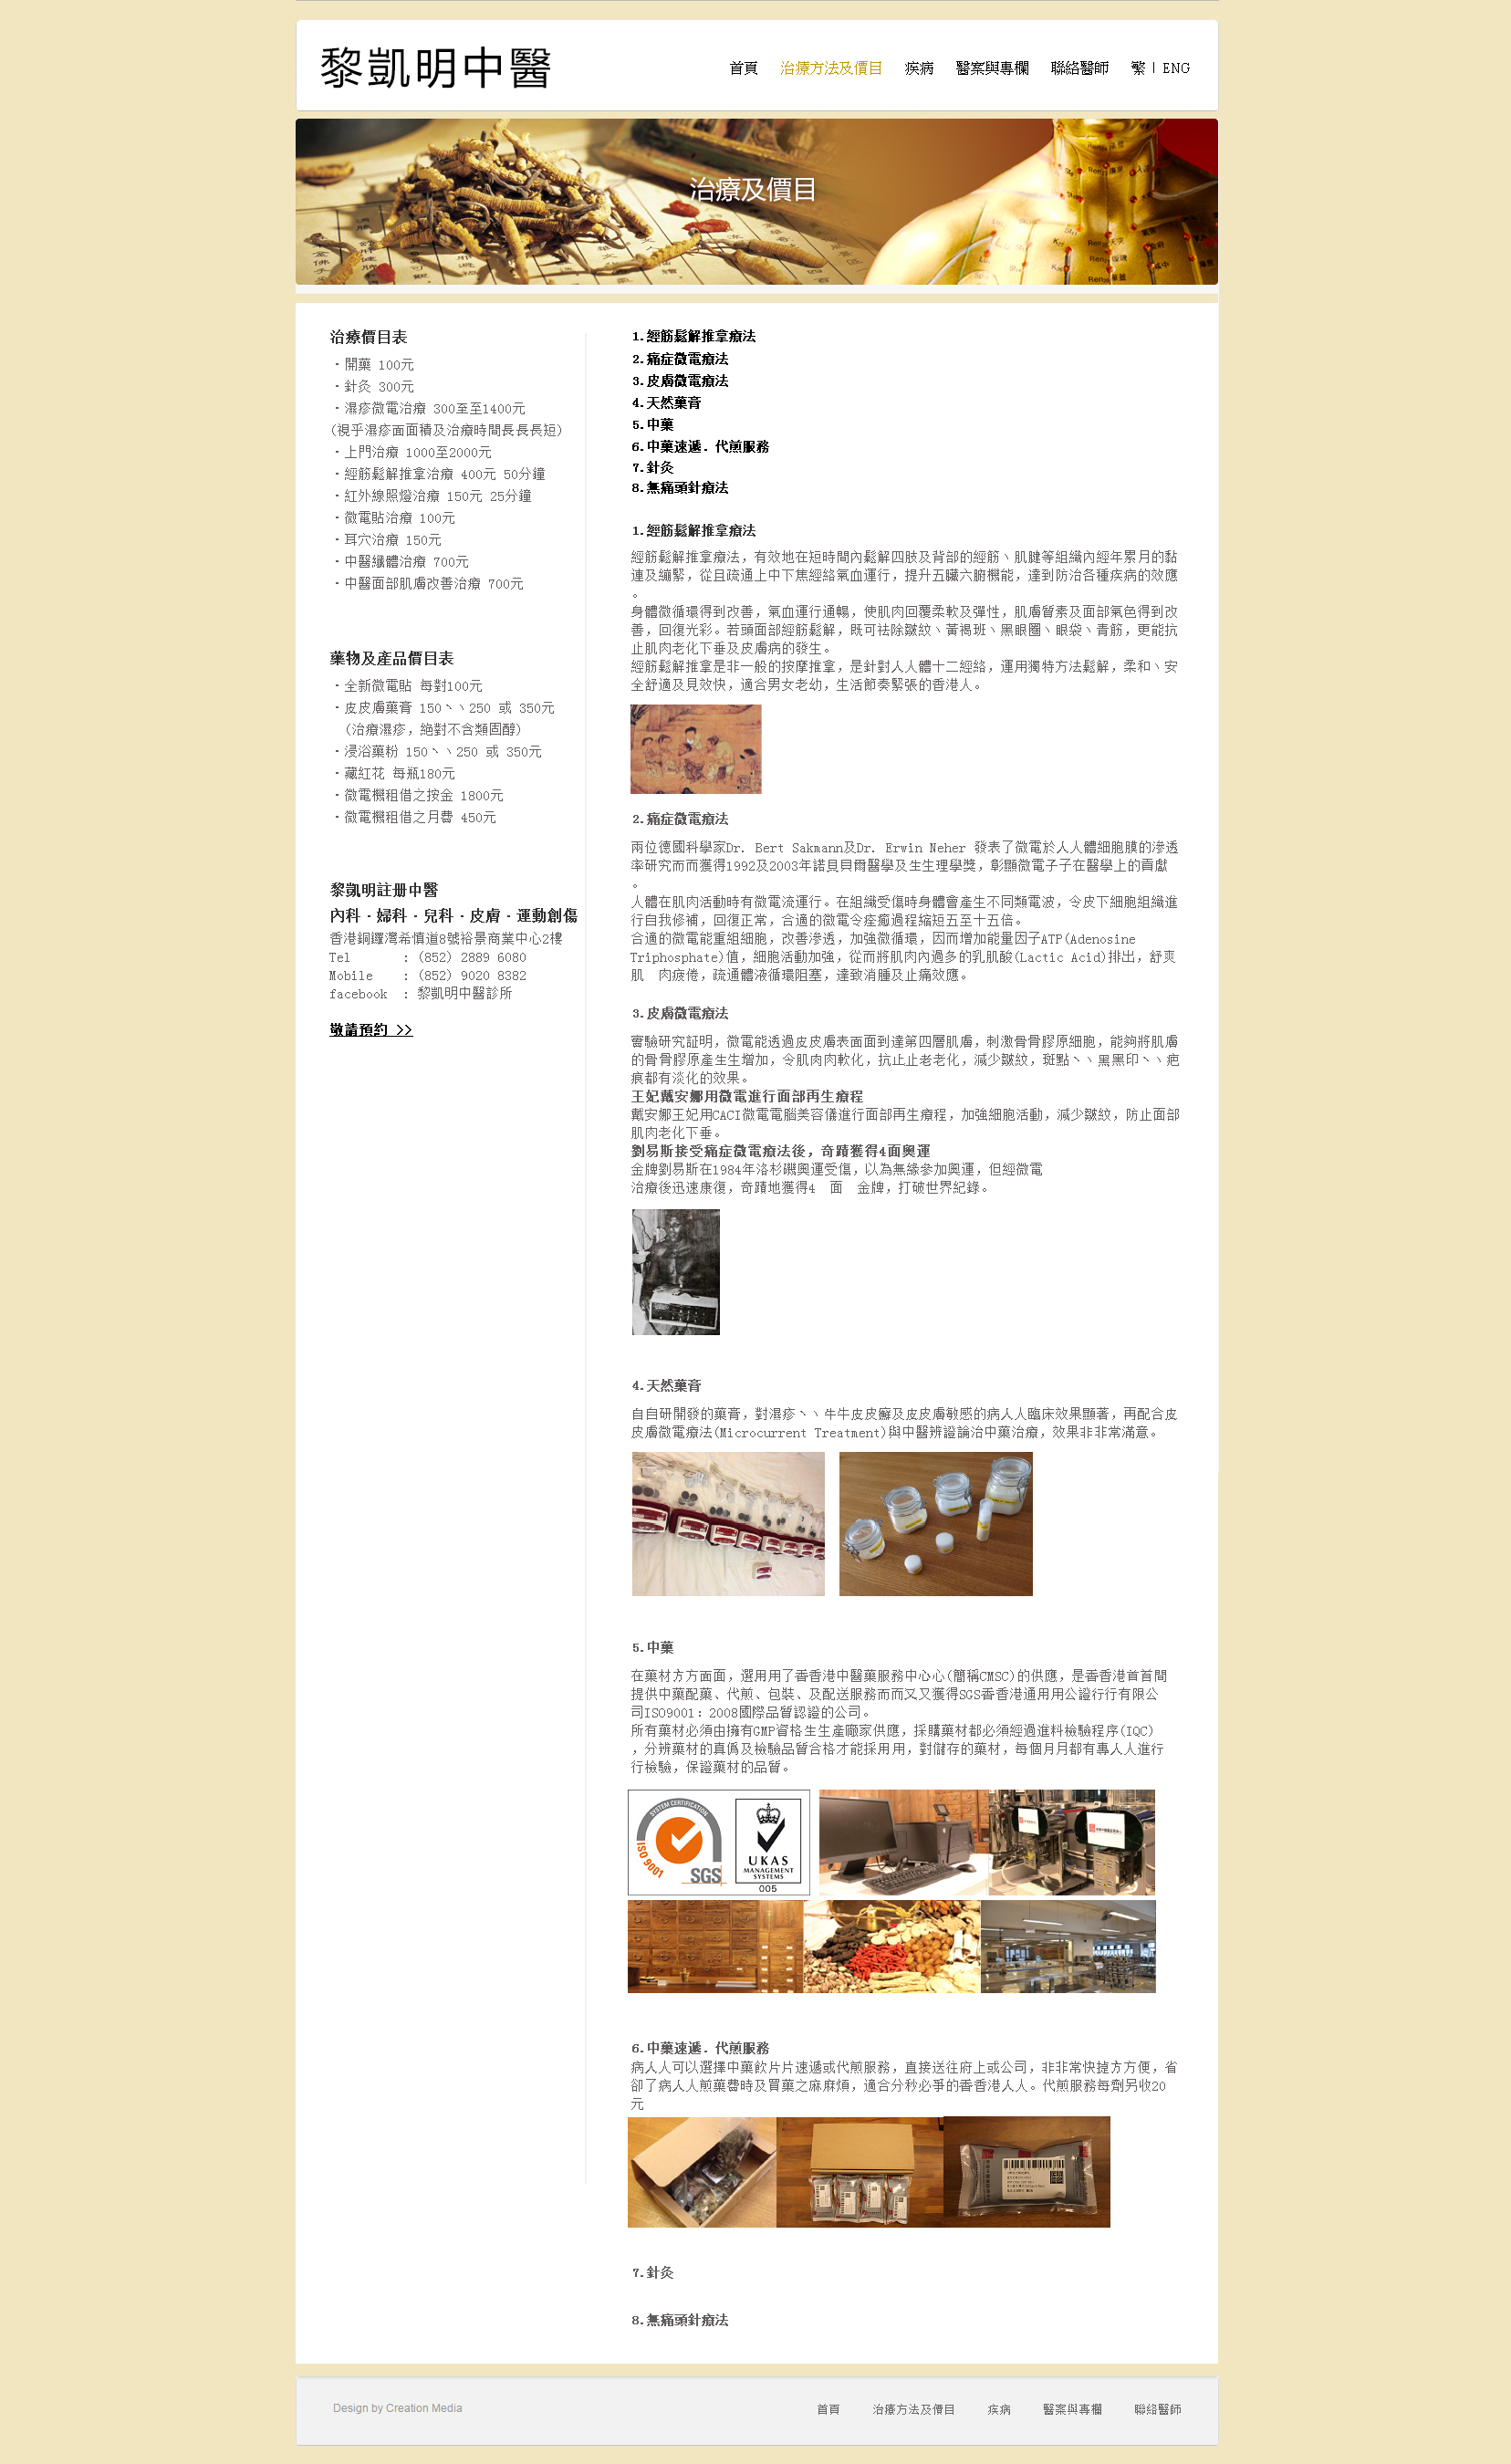 黎凱明中醫
首頁 治療方法及價目 疾病 醫案與專欄 聯絡醫師 繁 | ENG
治療及價目
治療價目表
·開藥 100元
·針灸 300元
·濕疹微電治療 300至至1400元
(視乎濕疹面面積及治療時間長長長短)
·上門治療 1000至2000元
·經筋鬆解推拿治療 400元 50分鐘
·紅外線照燈治療 150元 25分鐘
·微電貼治療 100元
·耳穴治療 150元
·中醫纖體治療 700元
·中醫面部肌膚改善治療 700元
藥物及產品價目表
·全新微電貼 每對100元
·皮皮膚藥膏 150丶丶250 或 350元
(治療濕疹，絶對不含類固醇)
·浸浴藥粉 150丶丶250 或 350元
·藏紅花 每瓶180元
·微電機租借之按金 1800元
·微電機租借之月費 450元
黎凱明註册中醫
內科．婦科．兒科．皮膚．運動創傷
香港銅鑼灣希慎道8號裕景商業中心2樓
Tel : (852) 2889 6080
Mobile : (852) 9020 8382
facebook : 黎凱明中醫診所
敬請預約 >>
1.經筋鬆解推拿療法
2.痛症微電療法
3.皮膚微電療法
4.天然藥膏
5.中藥
6.中藥速遞．代煎服務
7.針灸
8.無痛頭針療法
1.經筋鬆解推拿療法
經筋鬆解推拿療法，有效地在短時間內鬆解四肢及背部的經筋丶肌腱等組織內經年累月的黏
連及繃緊，從且疏通上中下焦經絡氣血運行，提升五臟六腑機能，達到防治各種疾病的效應
。
身體微循環得到改善，氣血運行通暢，使肌肉回覆柔軟及彈性，肌膚質素及面部氣色得到改
善，回復光彩。若頭面部經筋鬆解，既可祛除皺紋丶黃褐班丶黑眼圈丶眼袋丶青筋，更能抗
止肌肉老化下垂及皮膚病的發生。
經筋鬆解推拿是非一般的按摩推拿，是針對人人體十二經絡，運用獨特方法鬆解，柔和丶安
全舒適及見效快，適合男女老幼，生活節奏緊張的香港人。
2.痛症微電療法
兩位德國科學家Dr. Bert Sakmann及Dr. Erwin Neher 發表了微電於人人體細胞膜的滲透
率研究而而獲得1992及2003年諾貝貝爾醫學及生生理學獎，彰顯微電子子在醫學上的貢獻
。
人體在肌肉活動時有微電流運行。在組織受傷時身體會產生不同類電波，令皮下細胞組織進
行自我修補，回復正常，合適的微電令痊癒過程縮短五至十五倍。
合適的微電能重組細胞，改善滲透，加強微循環，因而增加能量因子ATP(Adenosine
Triphosphate)值，細胞活動加強，從而將肌肉內過多的乳肌酸(Lactic Acid)排出，舒爽
肌　肉疲倦，疏通體液循環阻塞，達致消腫及止痛效應。
3.皮膚微電療法
實驗研究証明，微電能透過皮皮膚表面面到達第四層肌膚，刺激骨骨膠原細胞，能夠將肌膚
的骨骨膠原產生生增加，令肌肉肉軟化，抗止止老老化，減少皺紋，斑點丶丶黑黑印丶丶疤
痕都有淡化的效果。
王妃戴安娜用微電進行面部再生療程
戴安娜王妃用CACI微電電腦美容儀進行面部再生療程，加強細胞活動，減少皺紋，防止面部
肌肉老化下垂。
劉易斯接受痛症微電療法後，奇蹟獲得4面奧運
金牌劉易斯在1984年洛杉磯奧運受傷，以為無緣參加奧運，但經微電
治療後迅速康復，奇蹟地獲得4　面　金牌，打破世界紀錄。
4.天然藥膏
自自研開發的藥膏，對濕疹丶丶牛牛皮皮癬及皮皮膚敏感的病人人臨床效果顯著，再配合皮
皮膚微電療法(Microcurrent Treatment)與中醫辨證論治中藥治療，效果非非常滿意。
5.中藥
在藥材方方面面，選用用了香香港中醫藥服務中心心(簡稱CMSC)的供應，是香香港首首間
提供中藥配藥、代煎、包裝、及配送服務而而又又獲得SGS香香港通用用公證行行有限公
司ISO9001：2008國際品質認證的公司。
所有藥材必須由擁有GMP資格生生產廠家供應，採購藥材都必須經過進料檢驗程序(IQC)
，分辨藥材的真僞及檢驗品質合格才能採用用，對儲存的藥材，每個月月都有專人人進行
行檢驗，保證藥材的品質。
SYSTEM CERTIFICATION
ISO 9001
SGS
UKAS
MANAGEMENT
SYSTEMS
005
6.中藥速遞．代煎服務
病人人可以選擇中藥飲片片速遞或代煎服務，直接送往府上或公司，非非常快捷方方便，省
卻了病人人煎藥費時及買藥之麻麻煩，適合分秒必爭的香香港人人。代煎服務每劑另收20
元
7.針灸
8.無痛頭針療法
Design by Creation Media
首頁 治療方法及價目 疾病 醫案與專欄 聯絡醫師